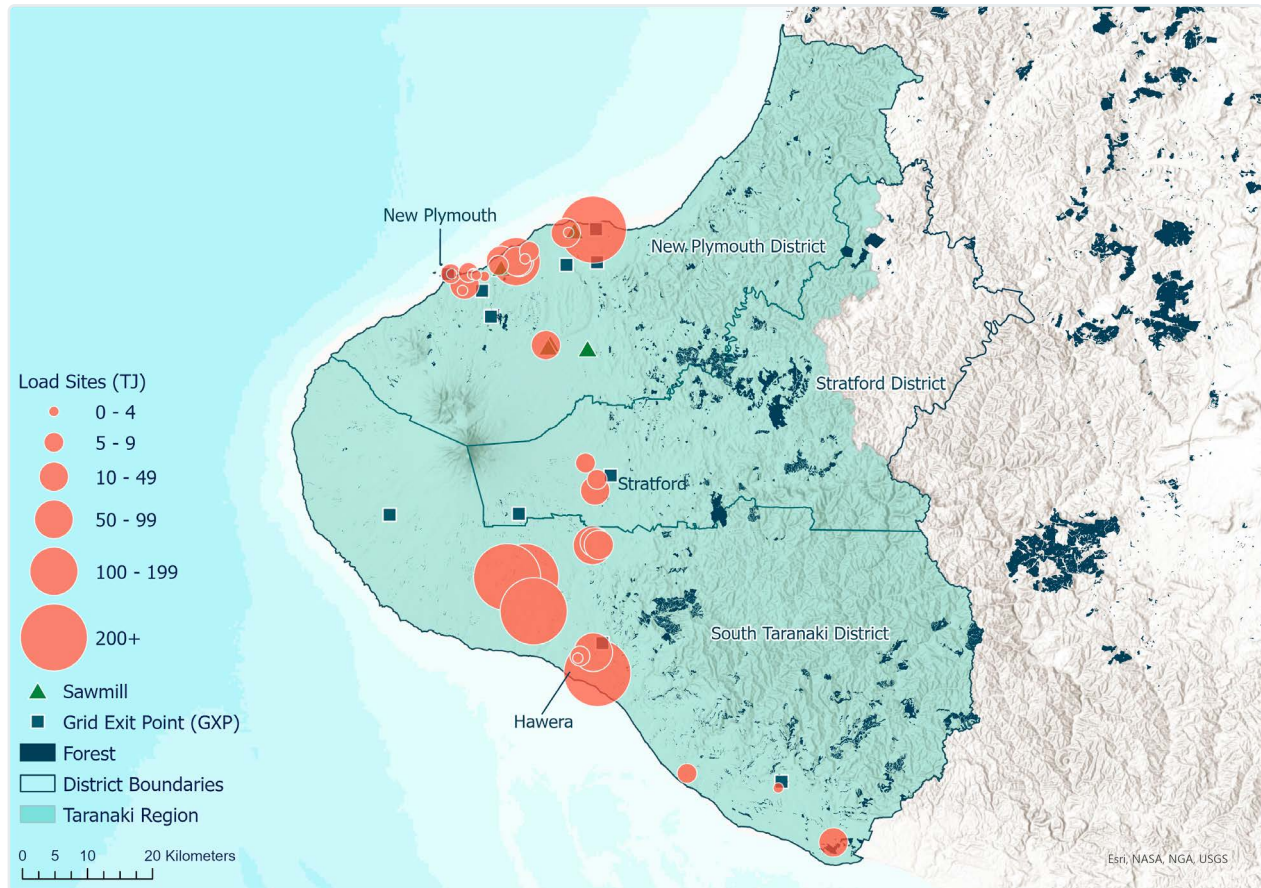 New Plymouth
New Plymouth District
Stratford District
Stratford
South Taranaki District
Hawera
Load Sites (TJ)
0 - 4
5 - 9
10 - 49
50 - 99
100 - 199
200+
Sawmill
Grid Exit Point (GXP)
Forest
District Boundaries
Taranaki Region
0 5 10 20 Kilometers
Esri, NASA, NGA, USGS